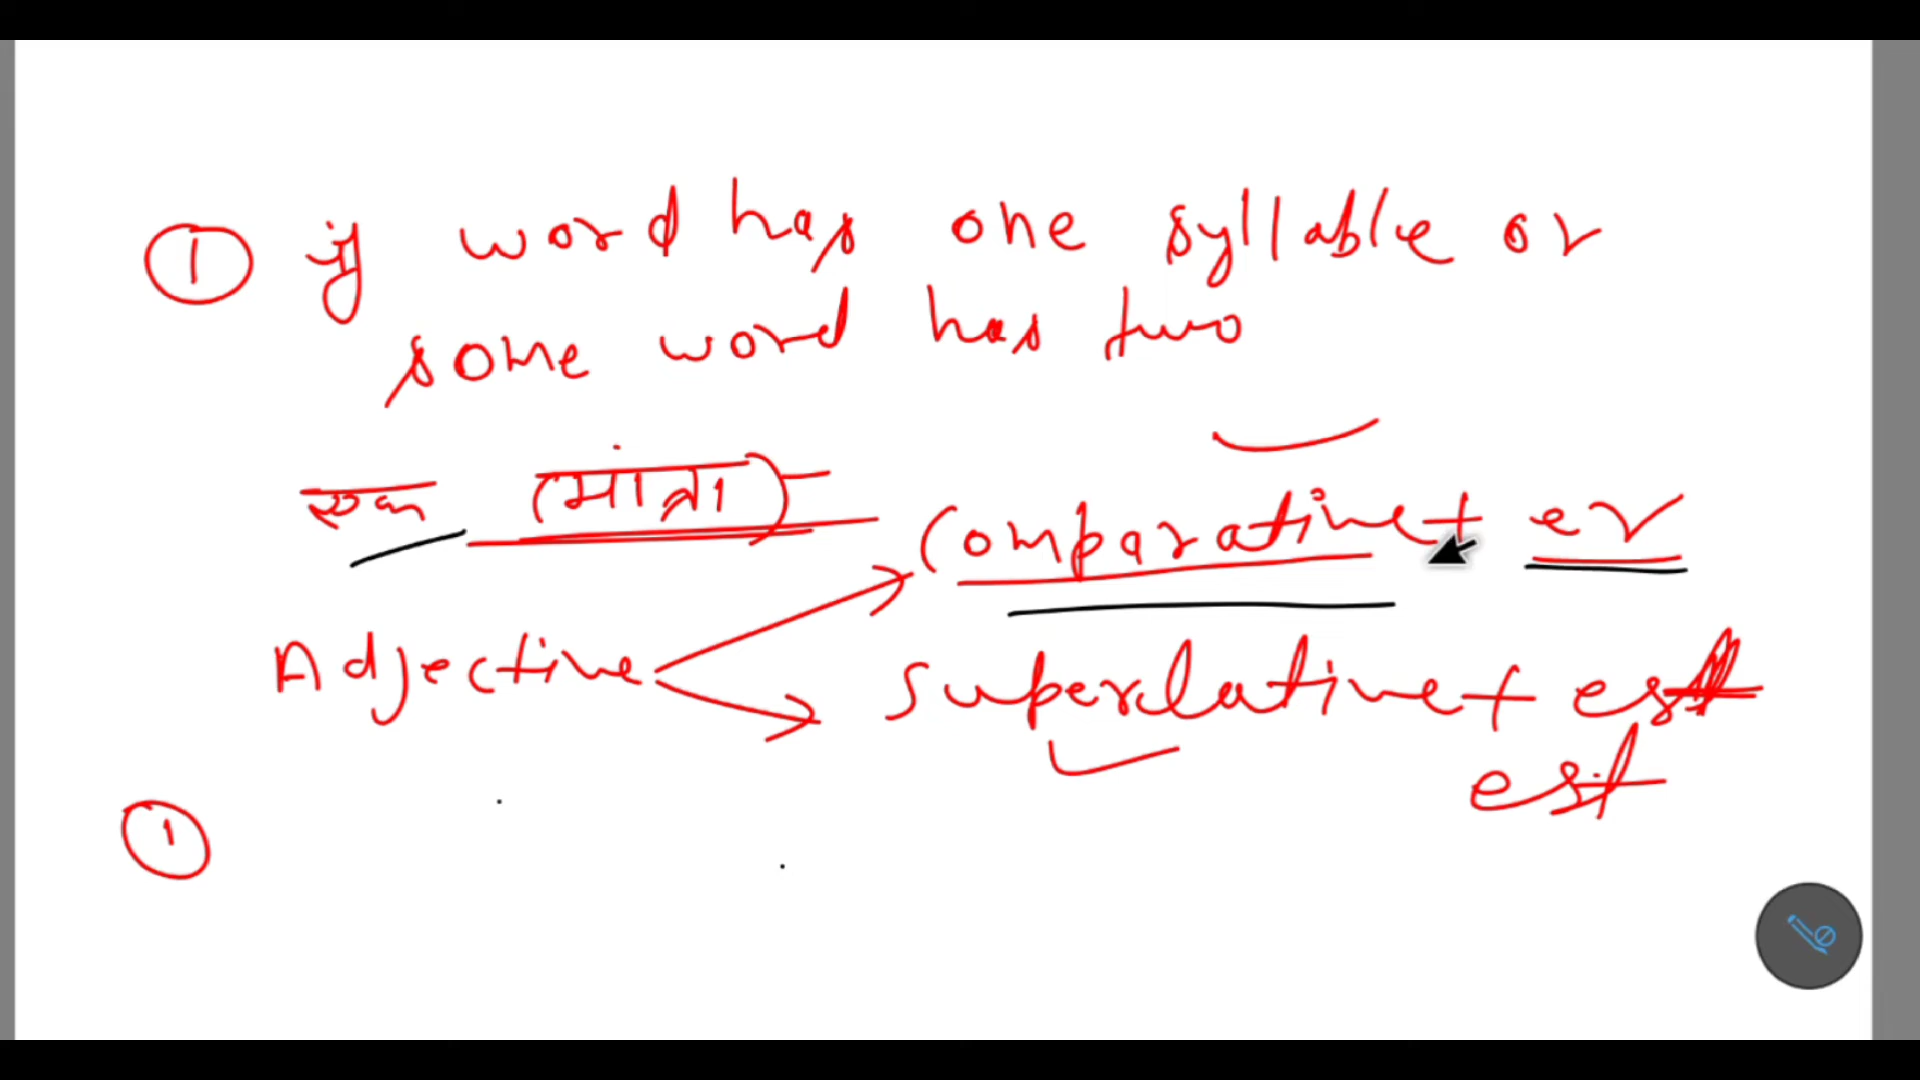 ① if word has one syllable or
some word has two
एक (मांत्रा)
Comparative + er
Adjective
Superlative + est
est
①